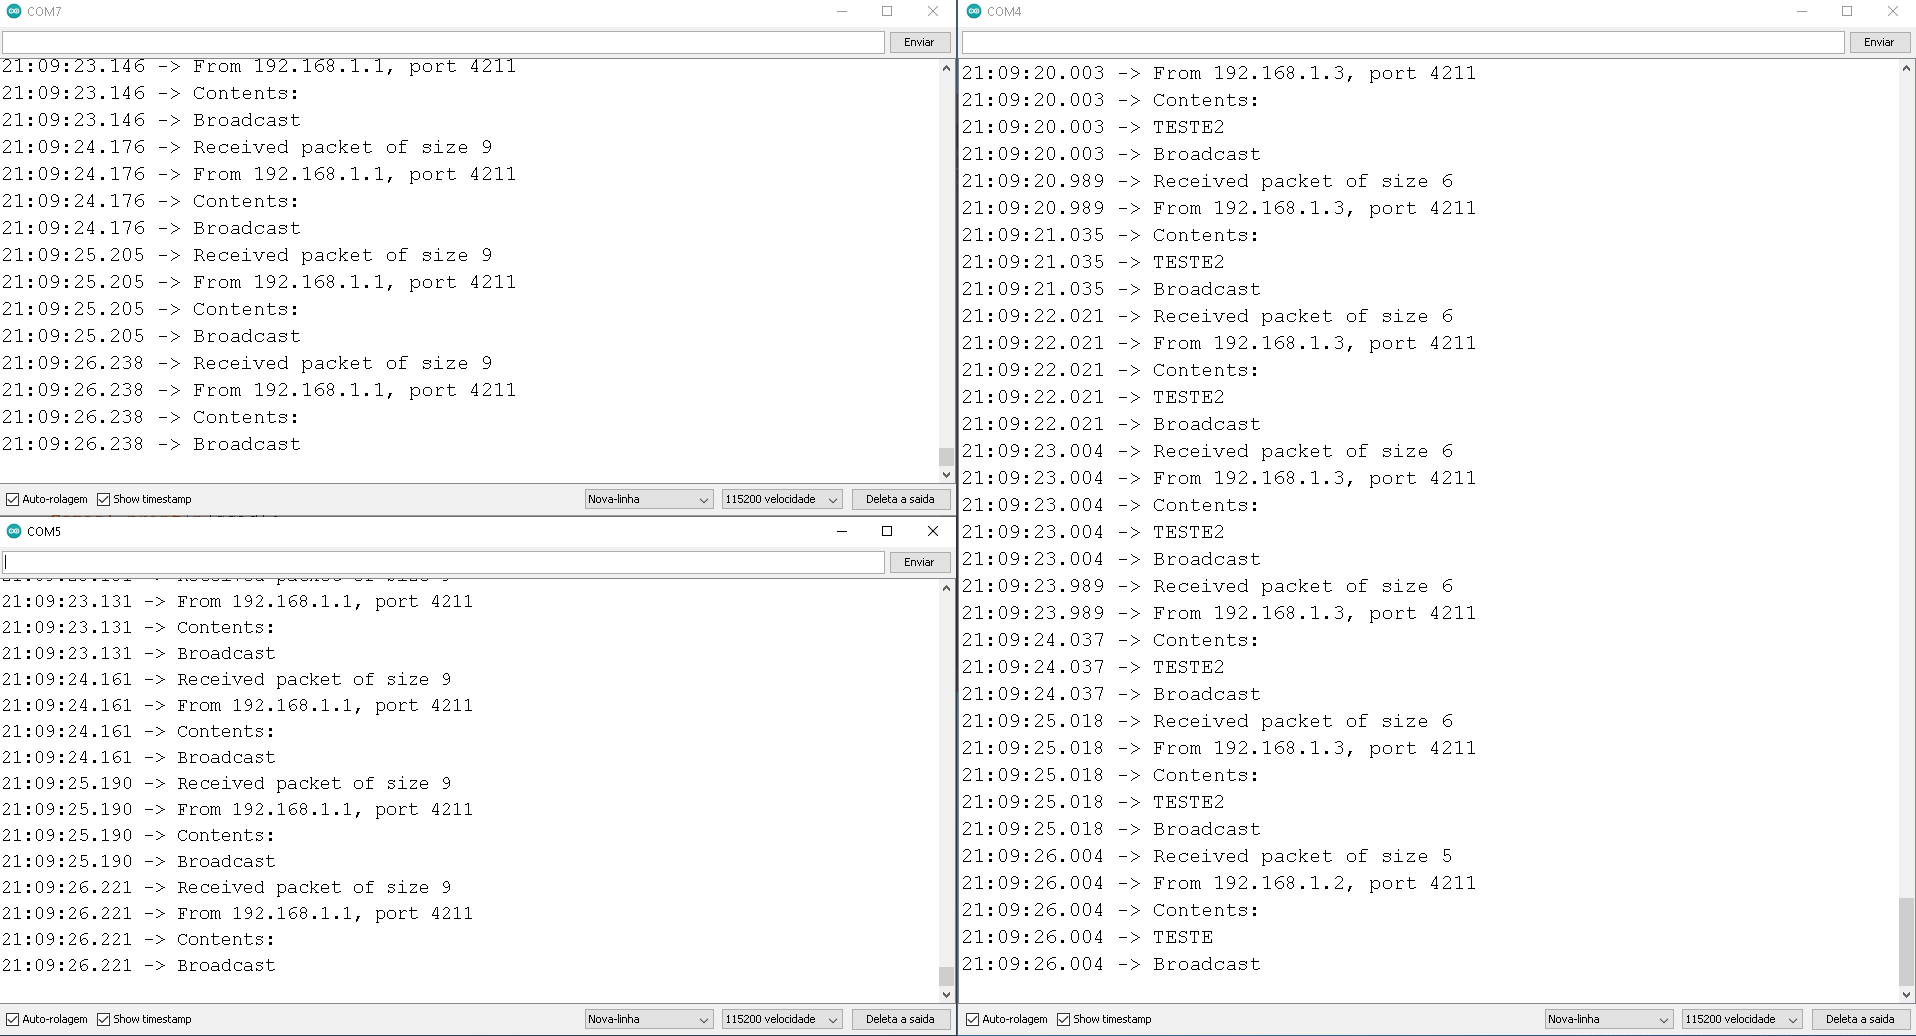 COM7
Enviar
21:09:23.146 -> From 192.168.1.1, port 4211
21:09:23.146 -> Contents:
21:09:23.146 -> Broadcast
21:09:24.176 -> Received packet of size 9
21:09:24.176 -> From 192.168.1.1, port 4211
21:09:24.176 -> Contents:
21:09:24.176 -> Broadcast
21:09:25.205 -> Received packet of size 9
21:09:25.205 -> From 192.168.1.1, port 4211
21:09:25.205 -> Contents:
21:09:25.205 -> Broadcast
21:09:26.238 -> Received packet of size 9
21:09:26.238 -> From 192.168.1.1, port 4211
21:09:26.238 -> Contents:
21:09:26.238 -> Broadcast
Auto-rolagem Show timestamp Nova-linha 115200 velocidade Deleta a saida
COM5
Enviar
21:09:23.131 -> From 192.168.1.1, port 4211
21:09:23.131 -> Contents:
21:09:23.131 -> Broadcast
21:09:24.161 -> Received packet of size 9
21:09:24.161 -> From 192.168.1.1, port 4211
21:09:24.161 -> Contents:
21:09:24.161 -> Broadcast
21:09:25.190 -> Received packet of size 9
21:09:25.190 -> From 192.168.1.1, port 4211
21:09:25.190 -> Contents:
21:09:25.190 -> Broadcast
21:09:26.221 -> Received packet of size 9
21:09:26.221 -> From 192.168.1.1, port 4211
21:09:26.221 -> Contents:
21:09:26.221 -> Broadcast
Auto-rolagem Show timestamp Nova-linha 115200 velocidade Deleta a saida
COM4
Enviar
21:09:20.003 -> From 192.168.1.3, port 4211
21:09:20.003 -> Contents:
21:09:20.003 -> TESTE2
21:09:20.003 -> Broadcast
21:09:20.989 -> Received packet of size 6
21:09:20.989 -> From 192.168.1.3, port 4211
21:09:21.035 -> Contents:
21:09:21.035 -> TESTE2
21:09:21.035 -> Broadcast
21:09:22.021 -> Received packet of size 6
21:09:22.021 -> From 192.168.1.3, port 4211
21:09:22.021 -> Contents:
21:09:22.021 -> TESTE2
21:09:22.021 -> Broadcast
21:09:23.004 -> Received packet of size 6
21:09:23.004 -> From 192.168.1.3, port 4211
21:09:23.004 -> Contents:
21:09:23.004 -> TESTE2
21:09:23.004 -> Broadcast
21:09:23.989 -> Received packet of size 6
21:09:23.989 -> From 192.168.1.3, port 4211
21:09:24.037 -> Contents:
21:09:24.037 -> TESTE2
21:09:24.037 -> Broadcast
21:09:25.018 -> Received packet of size 6
21:09:25.018 -> From 192.168.1.3, port 4211
21:09:25.018 -> Contents:
21:09:25.018 -> TESTE2
21:09:25.018 -> Broadcast
21:09:26.004 -> Received packet of size 5
21:09:26.004 -> From 192.168.1.2, port 4211
21:09:26.004 -> Contents:
21:09:26.004 -> TESTE
21:09:26.004 -> Broadcast
Auto-rolagem Show timestamp Nova-linha 115200 velocidade Deleta a saida